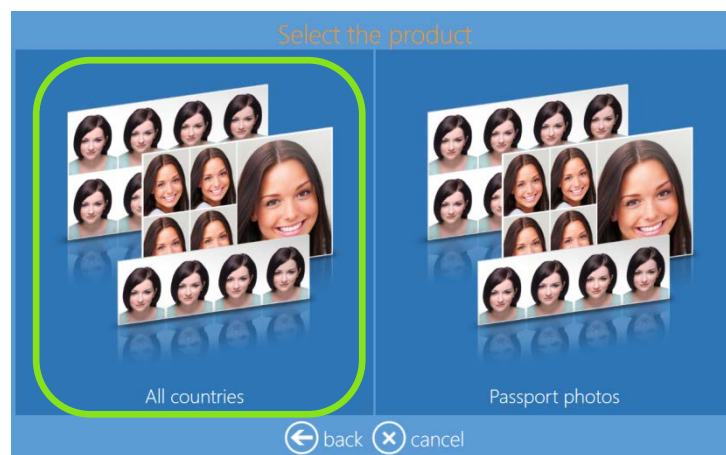 Select the product
All countries
Passport photos
back cancel